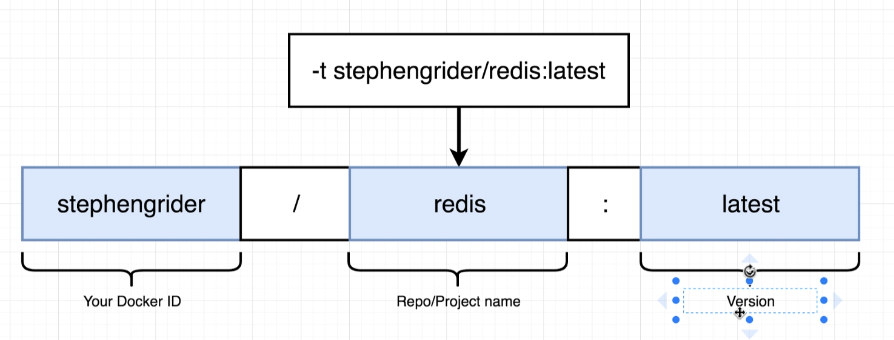 -t stephengrider/redis:latest
stephengrider / redis : latest
Your Docker ID Repo/Project name Version